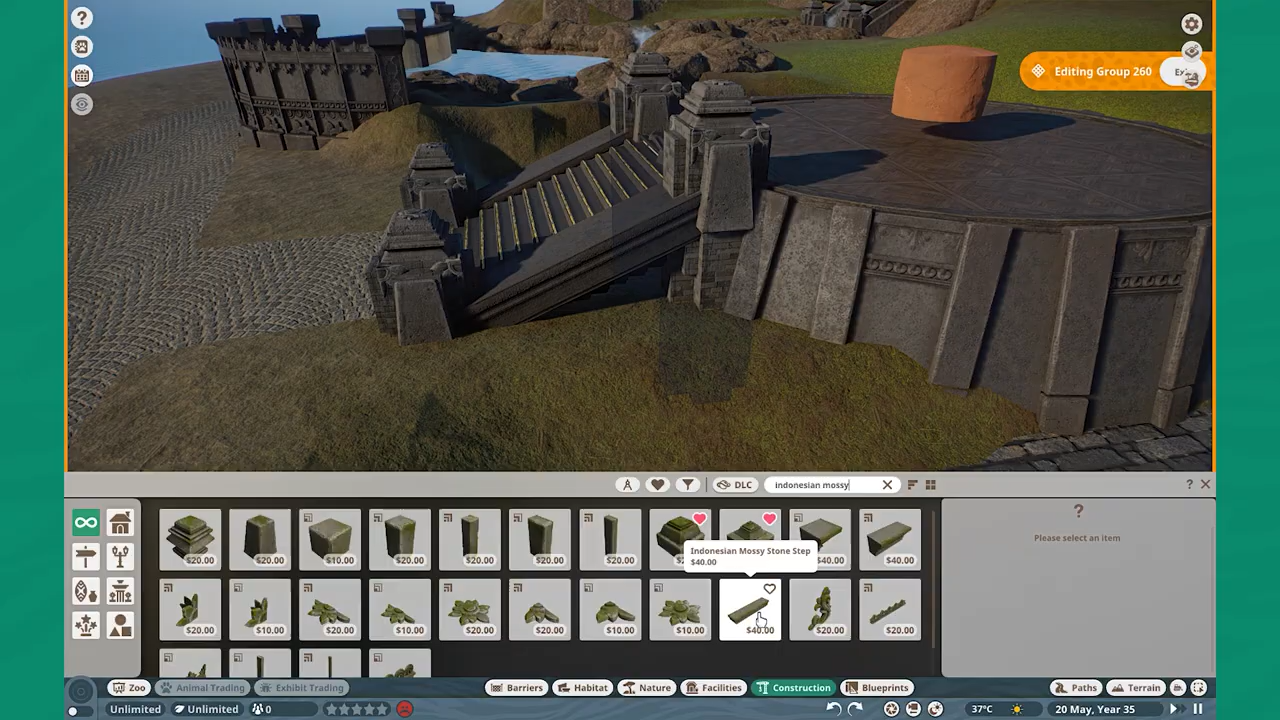 ?
Editing Group 260
DLC
indonesian mossy
?
$20.00
$20.00
$10.00
$20.00
$20.00
$20.00
$20.00
$40.00
Indonesian Mossy Stone Step
$40.00
?
Please select an item
$20.00
$10.00
$20.00
$10.00
$20.00
$20.00
$10.00
$10.00
$40.00
$20.00
$20.00
Zoo
Animal Trading
Exhibit Trading
Barriers
Habitat
Nature
Facilities
Construction
Blueprints
Paths
Terrain
Unlimited
Unlimited
0
37°C
20 May, Year 35